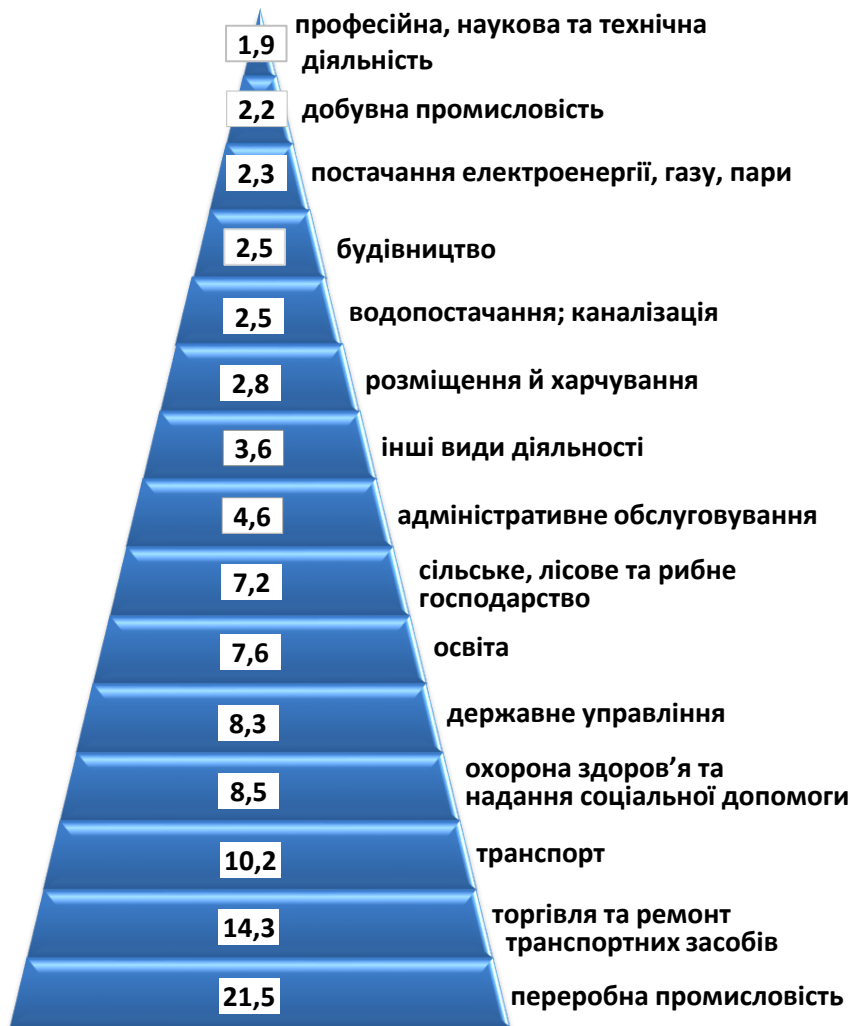 1,9
професійна, наукова та технічна
діяльність
2,2
добувна промисловість
2,3
постачання електроенергії, газу, пари
2,5
будівництво
2,5
водопостачання; каналізація
2,8
розміщення й харчування
3,6
інші види діяльності
4,6
адміністративне обслуговування
7,2
сільське, лісове та рибне
господарство
7,6
освіта
8,3
державне управління
8,5
охорона здоров’я та
надання соціальної допомоги
10,2
транспорт
14,3
торгівля та ремонт
транспортних засобів
21,5
переробна промисловість